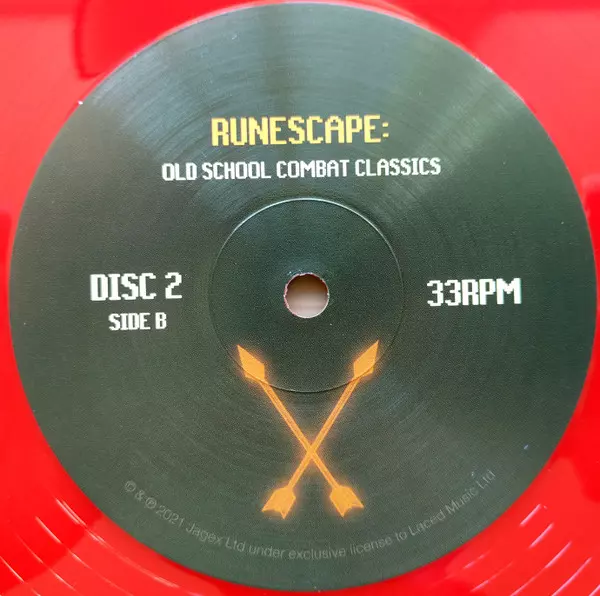 RUNESCAPE:
OLD SCHOOL COMBAT CLASSICS
DISC 2
SIDE B
33RPM
© & ℗ 2021 Jagex Ltd under exclusive license to Laced Music Ltd